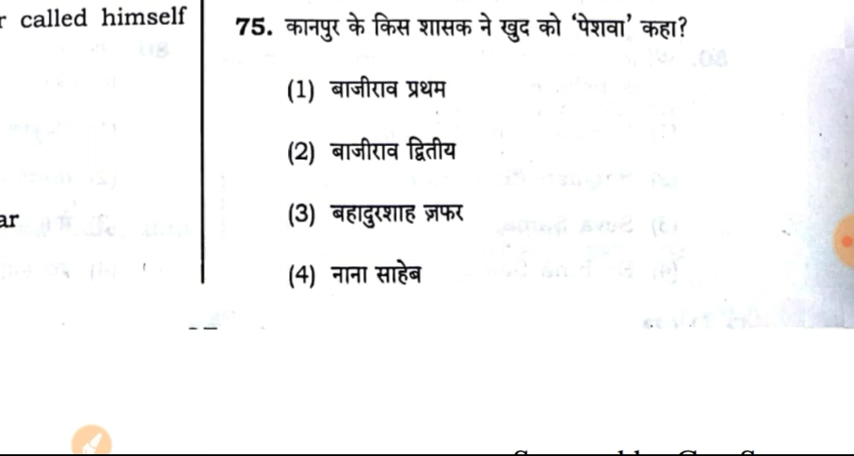 called himself
75. कानपुर के किस शासक ने खुद को ‘पेशवा’ कहा?
(1) बाजीराव प्रथम
(2) बाजीराव द्वितीय
ar
(3) बहादुरशाह ज़फर
(4) नाना साहेब